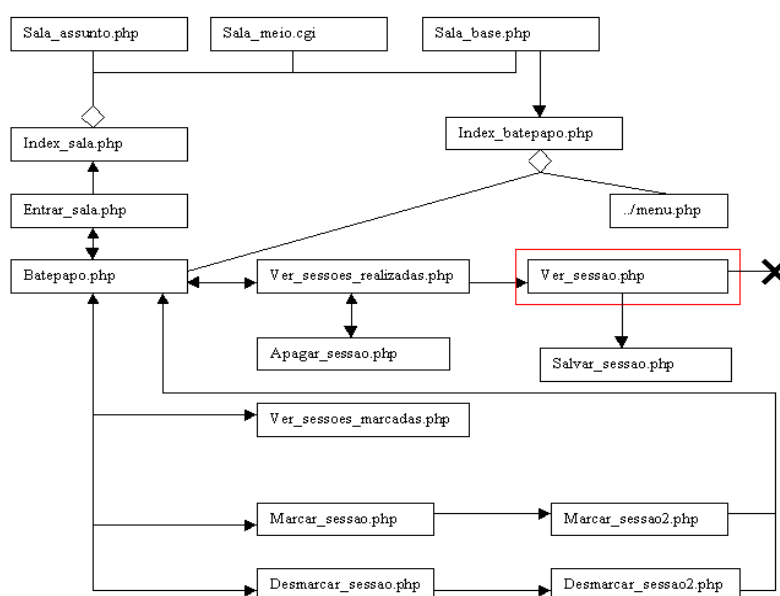 Sala_assunto.php
Sala_meio.cgi
Sala_base.php
Index_batepapo.php
Index_sala.php
Entrar_sala.php
../menu.php
Batepapo.php
Ver_sessoes_realizadas.php
Ver_sessao.php
Apagar_sessao.php
Salvar_sessao.php
Ver_sessoes_marcadas.php
Marcar_sessao.php
Marcar_sessao2.php
Desmarcar_sessao.php
Desmarcar_sessao2.php